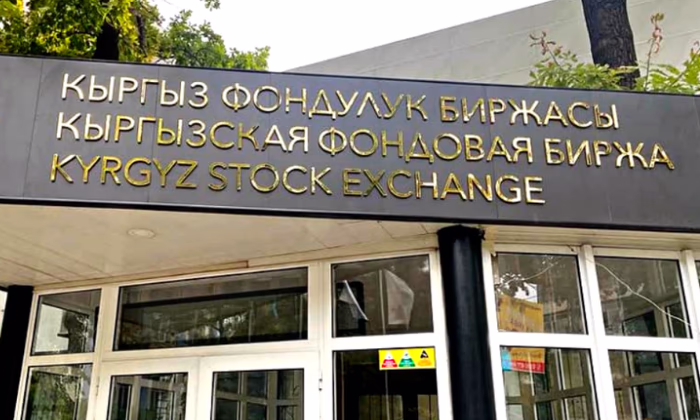 КЫРГЫЗ ФОНДУЛУК БИРЖАСЫ
КЫРГЫЗСКАЯ ФОНДОВАЯ БИРЖА
KYRGYZ STOCK EXCHANGE